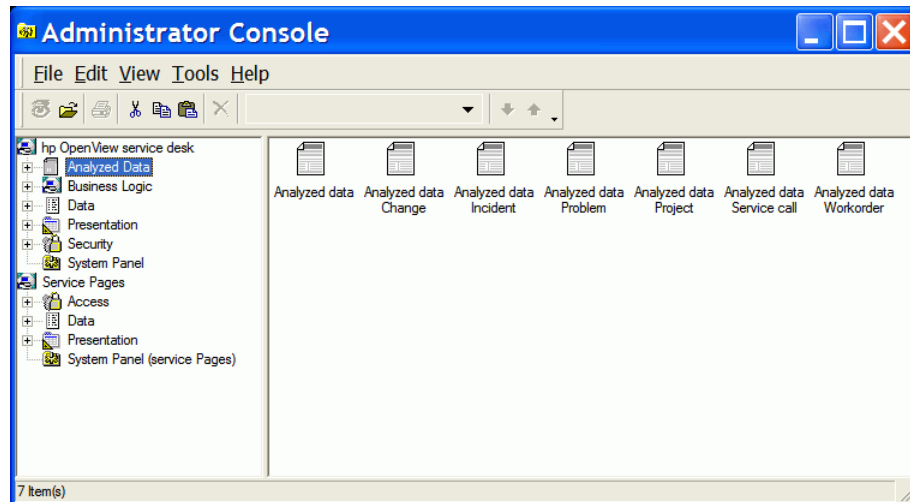 Administrator Console
File Edit View Tools Help
hp OpenView service desk
Analyzed Data
Business Logic
Data
Presentation
Security
System Panel
Service Pages
Access
Data
Presentation
System Panel (service Pages)
Analyzed data
Analyzed data Change
Analyzed data Incident
Analyzed data Problem
Analyzed data Project
Analyzed data Service call
Analyzed data Workorder
7 Item(s)